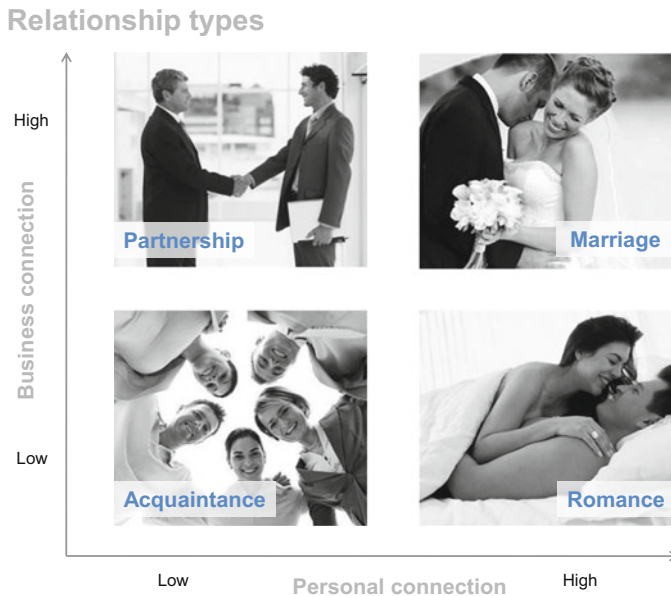 Relationship types
High
Partnership
Marriage
Business connection
Low
Acquaintance
Romance
Low
Personal connection
High